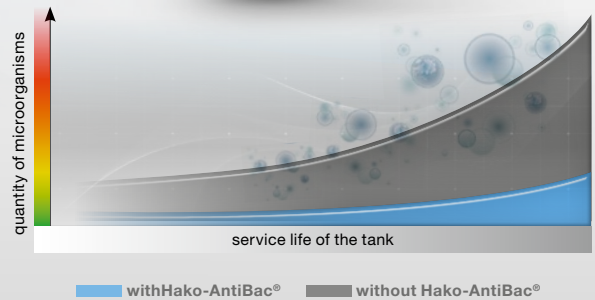 quantity of microorganisms
service life of the tank
withHako-AntiBac®
without Hako-AntiBac®